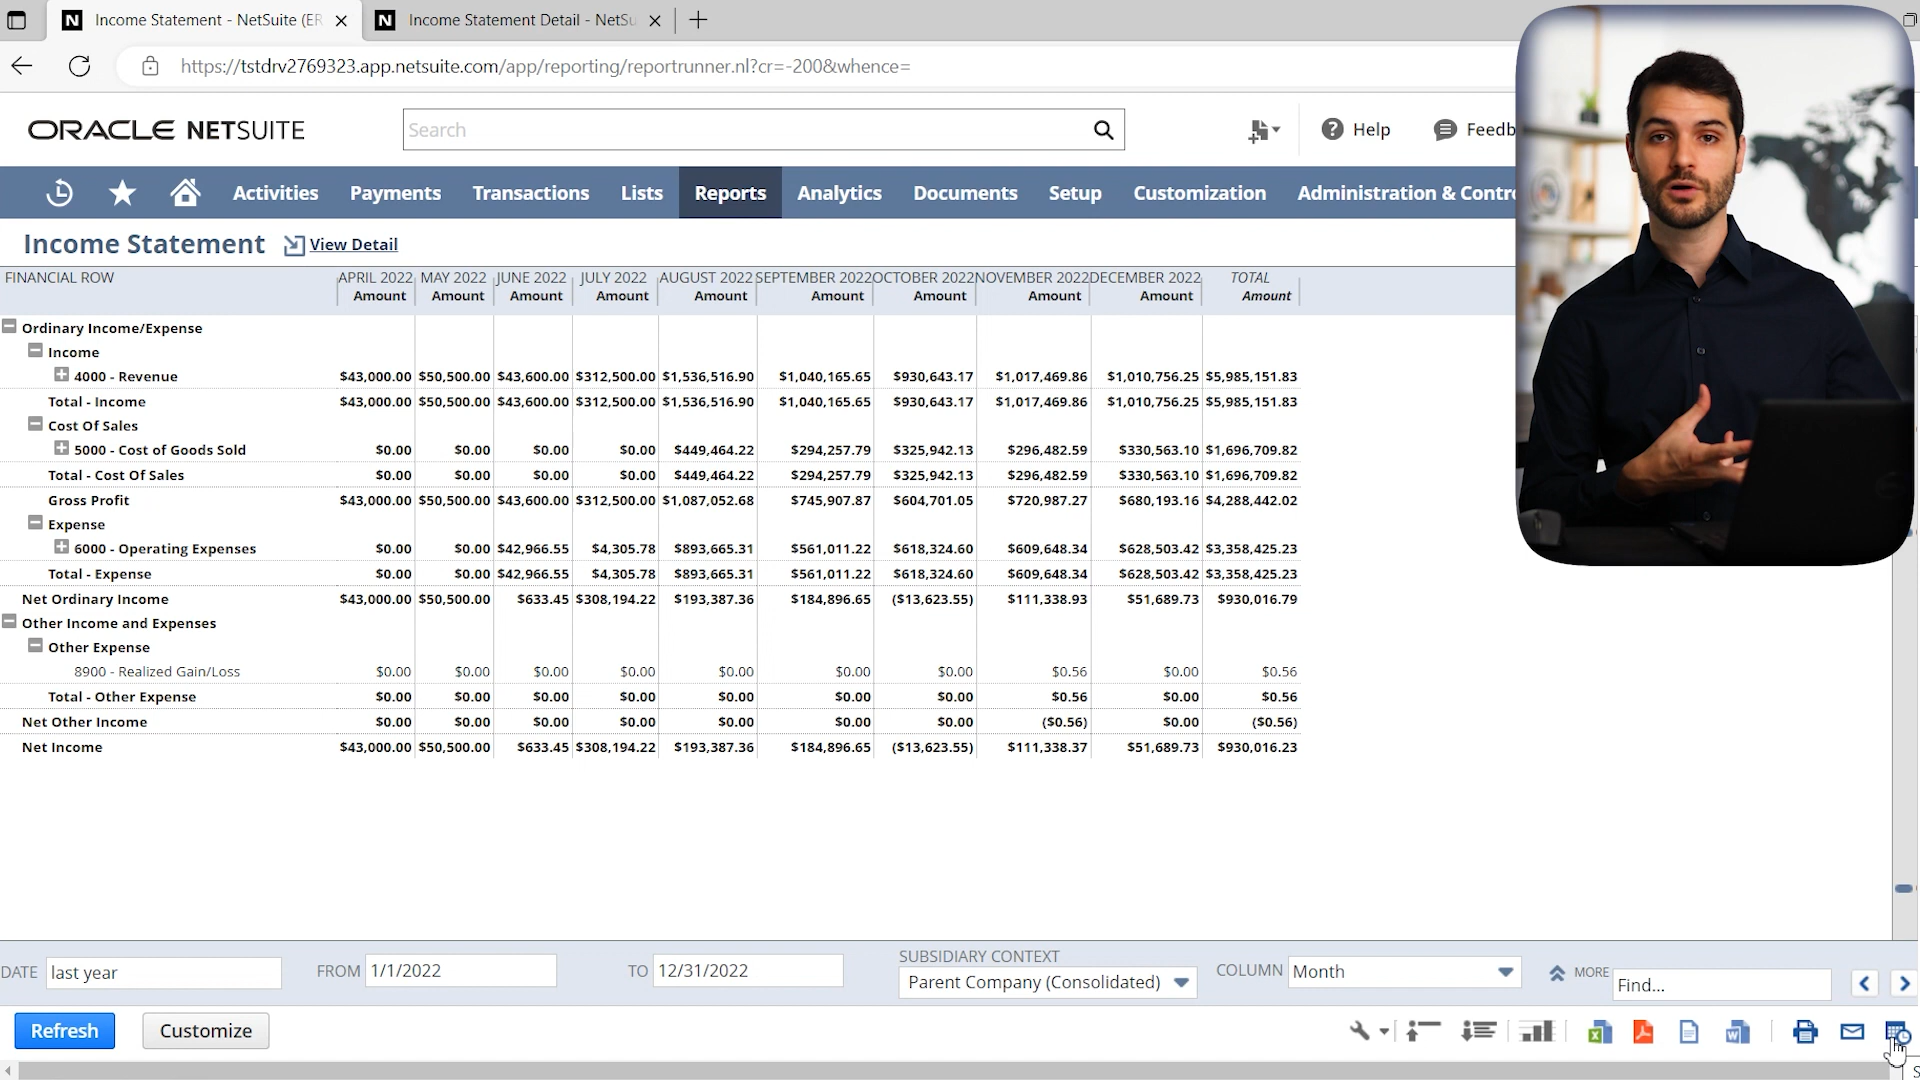 Income Statement - NetSuite (ER
Income Statement Detail - NetSu
https://tstdrv2769323.app.netsuite.com/app/reporting/reportrunner.nl?cr=-200&whence=
ORACLE NETSUITE
Search
Help
Feedb
Activities Payments Transactions Lists Reports Analytics Documents Setup Customization Administration & Contro
Income Statement View Detail
FINANCIAL ROW APRIL 2022 MAY 2022 JUNE 2022 JULY 2022 AUGUST 2022 SEPTEMBER 2022 OCTOBER 2022 NOVEMBER 2022 DECEMBER 2022 TOTAL
Amount Amount Amount Amount Amount Amount Amount Amount Amount Amount
Ordinary Income/Expense
Income
4000 - Revenue $43,000.00 $50,500.00 $43,600.00 $312,500.00 $1,536,516.90 $1,040,165.65 $930,643.17 $1,017,469.86 $1,010,756.25 $5,985,151.83
Total - Income $43,000.00 $50,500.00 $43,600.00 $312,500.00 $1,536,516.90 $1,040,165.65 $930,643.17 $1,017,469.86 $1,010,756.25 $5,985,151.83
Cost Of Sales
5000 - Cost of Goods Sold $0.00 $0.00 $0.00 $0.00 $449,464.22 $294,257.79 $325,942.13 $296,482.59 $330,563.10 $1,696,709.82
Total - Cost Of Sales $0.00 $0.00 $0.00 $0.00 $449,464.22 $294,257.79 $325,942.13 $296,482.59 $330,563.10 $1,696,709.82
Gross Profit $43,000.00 $50,500.00 $43,600.00 $312,500.00 $1,087,052.68 $745,907.87 $604,701.05 $720,987.27 $680,193.16 $4,288,442.02
Expense
6000 - Operating Expenses $0.00 $0.00 $42,966.55 $4,305.78 $893,665.31 $561,011.22 $618,324.60 $609,648.34 $628,503.42 $3,358,425.23
Total - Expense $0.00 $0.00 $42,966.55 $4,305.78 $893,665.31 $561,011.22 $618,324.60 $609,648.34 $628,503.42 $3,358,425.23
Net Ordinary Income $43,000.00 $50,500.00 $633.45 $308,194.22 $193,387.36 $184,896.65 ($13,623.55) $111,338.93 $51,689.73 $930,016.79
Other Income and Expenses
Other Expense
8900 - Realized Gain/Loss $0.00 $0.00 $0.00 $0.00 $0.00 $0.00 $0.00 $0.56 $0.00 $0.56
Total - Other Expense $0.00 $0.00 $0.00 $0.00 $0.00 $0.00 $0.00 $0.56 $0.00 $0.56
Net Other Income $0.00 $0.00 $0.00 $0.00 $0.00 $0.00 $0.00 ($0.56) $0.00 ($0.56)
Net Income $43,000.00 $50,500.00 $633.45 $308,194.22 $193,387.36 $184,896.65 ($13,623.55) $111,338.37 $51,689.73 $930,016.23
DATE last year FROM 1/1/2022 TO 12/31/2022 SUBSIDIARY CONTEXT Parent Company (Consolidated) COLUMN Month MORE Find...
Refresh Customize